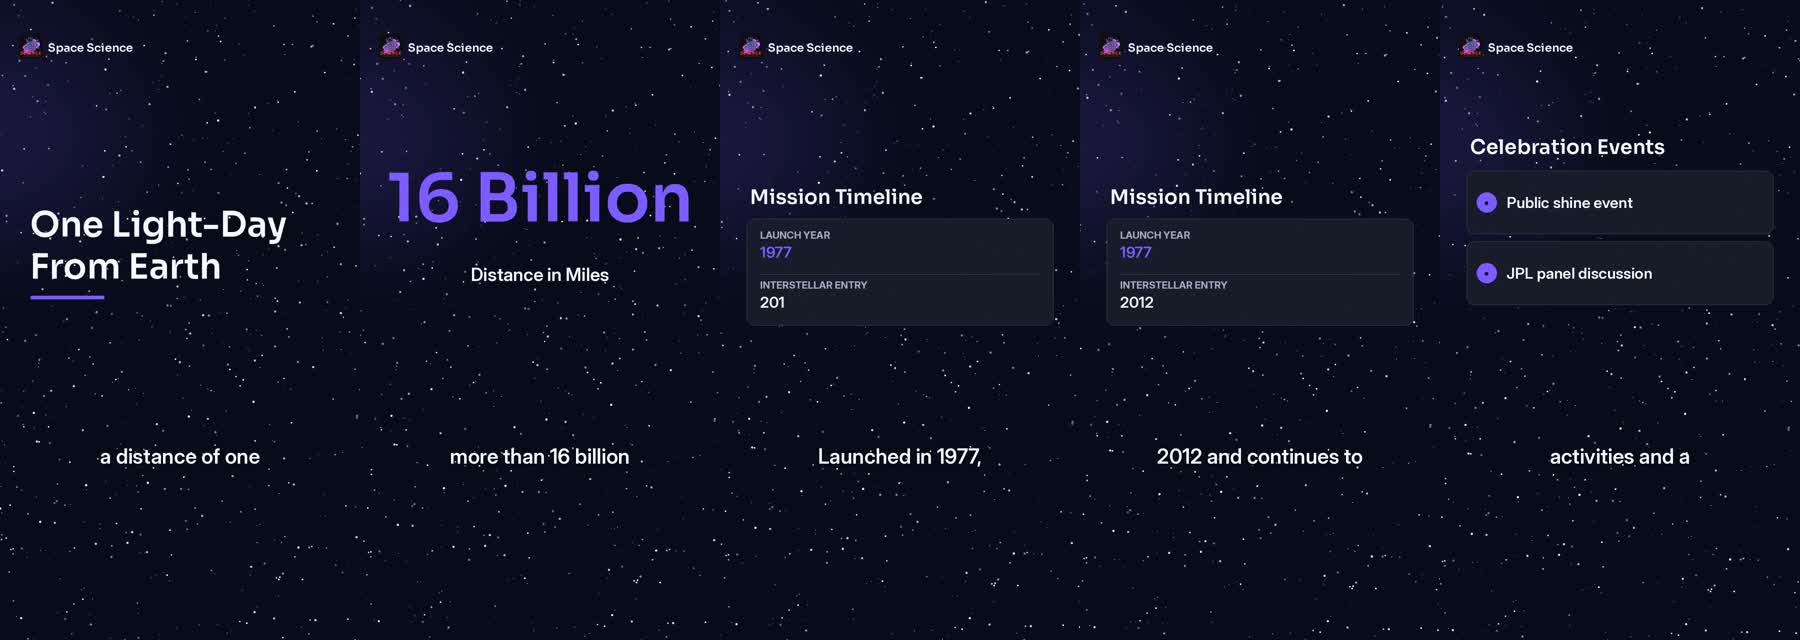 Space Science
One Light-Day
From Earth
a distance of one
Space Science
16 Billion
Distance in Miles
more than 16 billion
Space Science
Mission Timeline
LAUNCH YEAR
1977
INTERSTELLAR ENTRY
201
Launched in 1977,
Space Science
Mission Timeline
LAUNCH YEAR
1977
INTERSTELLAR ENTRY
2012
2012 and continues to
Space Science
Celebration Events
Public shine event
JPL panel discussion
activities and a